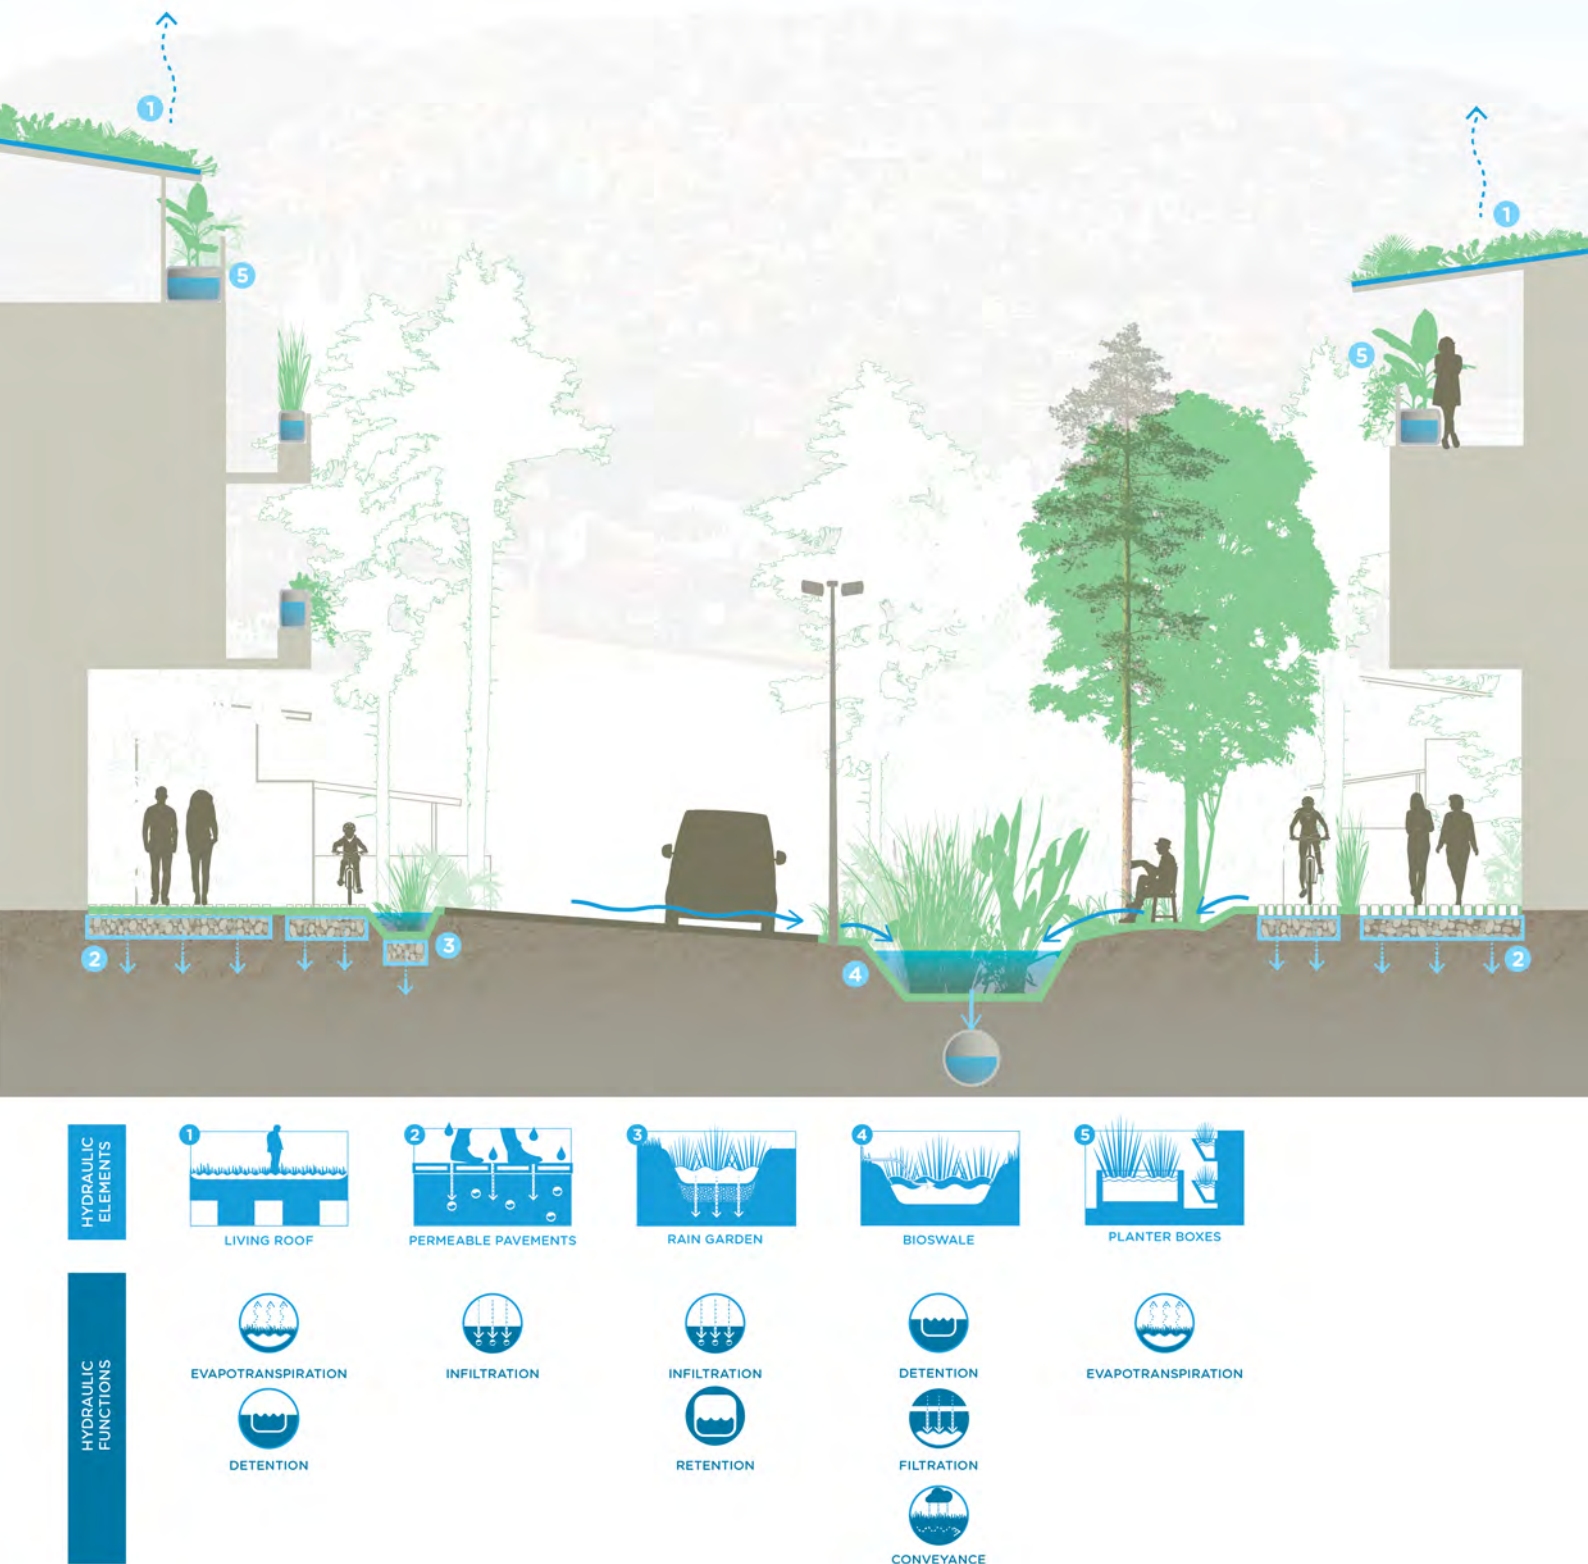 1
1
5
5
2
3
4
2
HYDRAULIC
ELEMENTS
1
2
3
4
5
LIVING ROOF
PERMEABLE PAVEMENTS
RAIN GARDEN
BIOSWALE
PLANTER BOXES
HYDRAULIC
FUNCTIONS
EVAPOTRANSPIRATION
INFILTRATION
INFILTRATION
DETENTION
EVAPOTRANSPIRATION
DETENTION
RETENTION
FILTRATION
CONVEYANCE